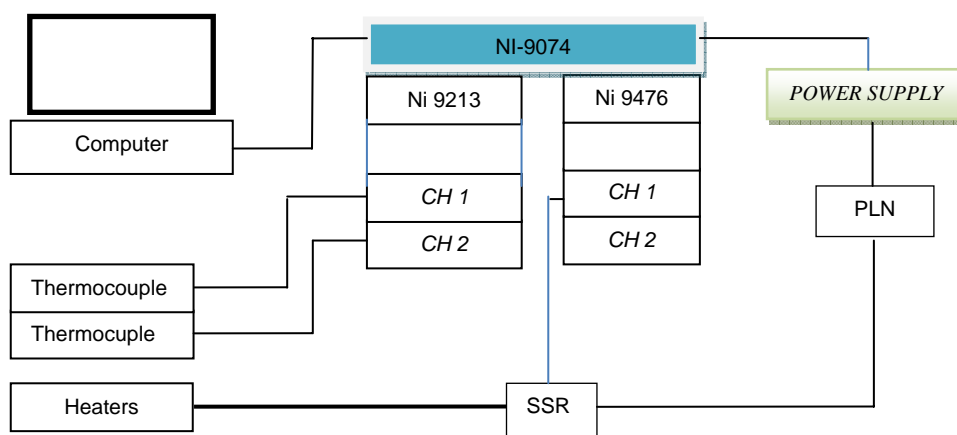 NI-9074
Ni 9213
Ni 9476
POWER SUPPLY
Computer
CH 1
CH 1
PLN
CH 2
CH 2
Thermocouple
Thermocuple
Heaters
SSR